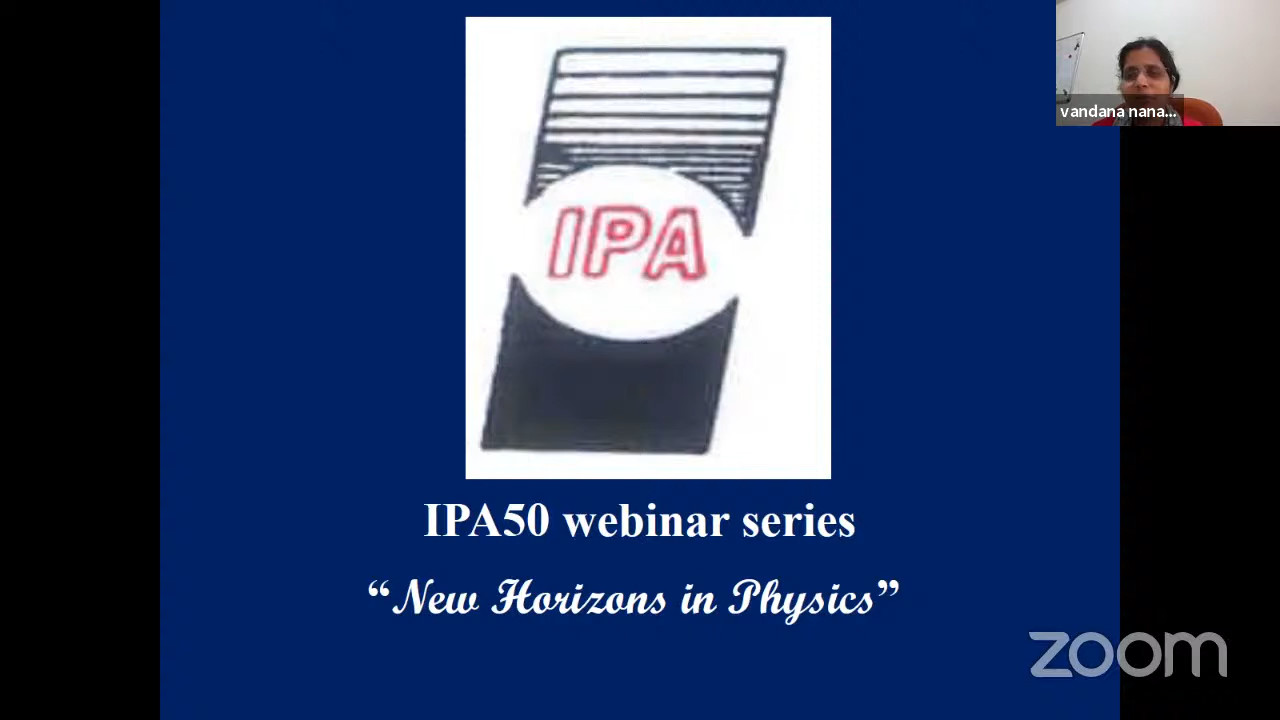 vandana nana...
IPA
IPA50 webinar series
“New Horizons in Physics”
zoom